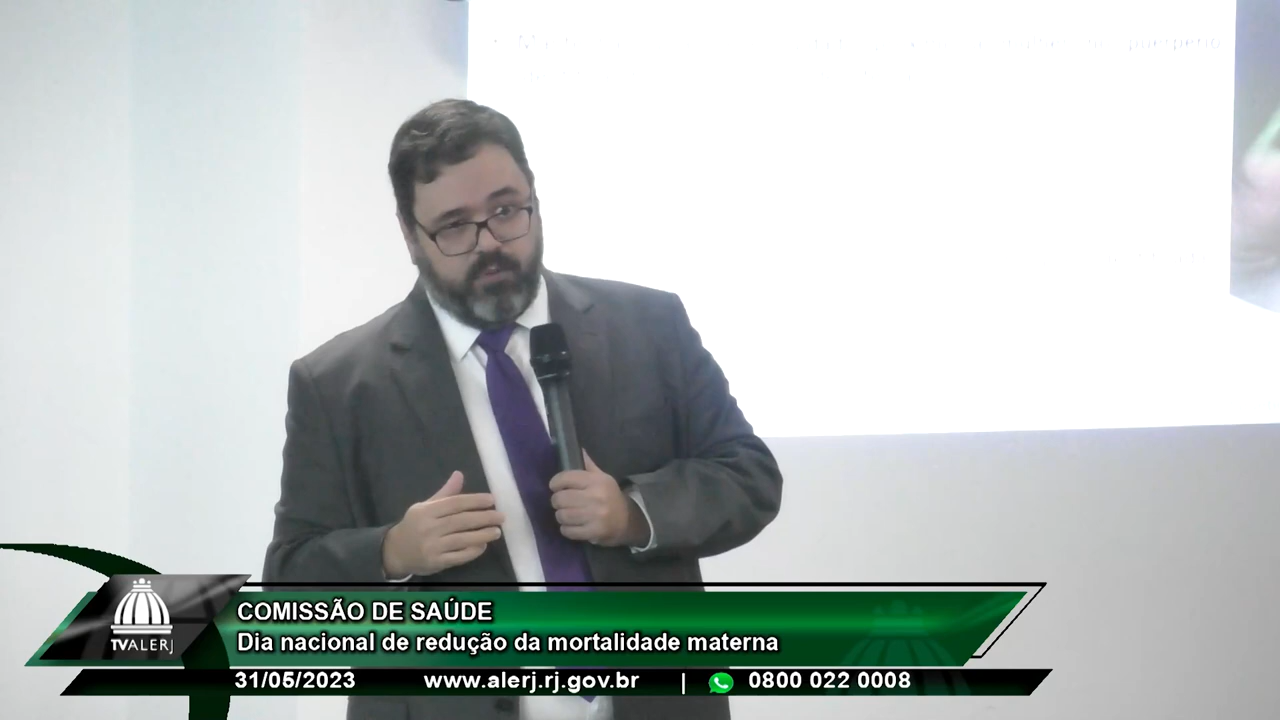 puerpério
COMISSÃO DE SAÚDE
Dia nacional de redução da mortalidade materna
TVALERJ
31/05/2023 www.alerj.rj.gov.br | 0800 022 0008